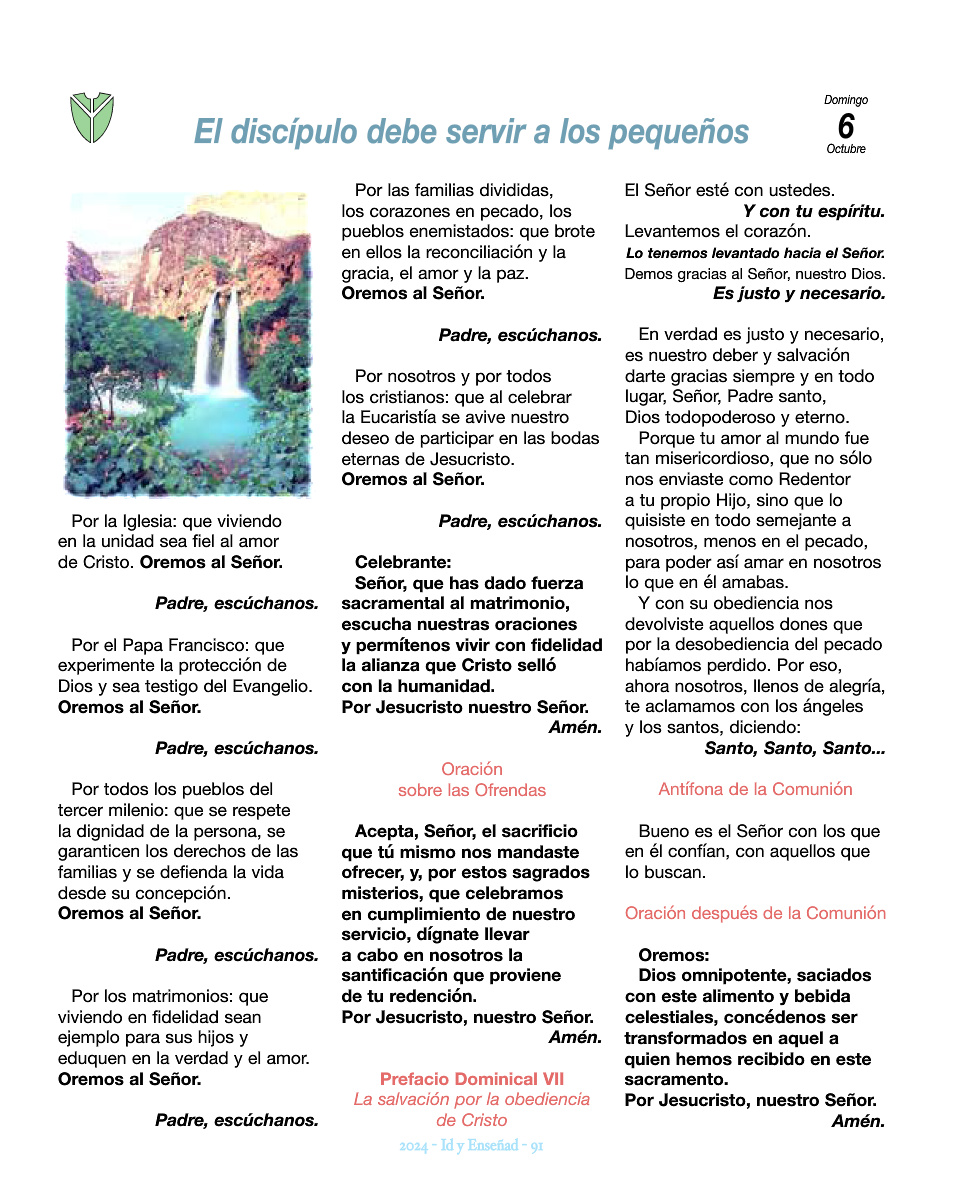 El discípulo debe servir a los pequeños
Domingo
6
Octubre
Por la Iglesia: que viviendo
en la unidad sea fiel al amor
de Cristo. Oremos al Señor.
Padre, escúchanos.
Por el Papa Francisco: que
experimente la protección de
Dios y sea testigo del Evangelio.
Oremos al Señor.
Padre, escúchanos.
Por todos los pueblos del
tercer milenio: que se respete
la dignidad de la persona, se
garanticen los derechos de las
familias y se defienda la vida
desde su concepción.
Oremos al Señor.
Padre, escúchanos.
Por los matrimonios: que
viviendo en fidelidad sean
ejemplo para sus hijos y
eduquen en la verdad y el amor.
Oremos al Señor.
Padre, escúchanos.
Por las familias divididas,
los corazones en pecado, los
pueblos enemistados: que brote
en ellos la reconciliación y la
gracia, el amor y la paz.
Oremos al Señor.
Padre, escúchanos.
Por nosotros y por todos
los cristianos: que al celebrar
la Eucaristía se avive nuestro
deseo de participar en las bodas
eternas de Jesucristo.
Oremos al Señor.
Padre, escúchanos.
Celebrante:
Señor, que has dado fuerza
sacramental al matrimonio,
escucha nuestras oraciones
y permítenos vivir con fidelidad
la alianza que Cristo selló
con la humanidad.
Por Jesucristo nuestro Señor.
Amén.
Oración
sobre las Ofrendas
Acepta, Señor, el sacrificio
que tú mismo nos mandaste
ofrecer, y, por estos sagrados
misterios, que celebramos
en cumplimiento de nuestro
servicio, dígnate llevar
a cabo en nosotros la
santificación que proviene
de tu redención.
Por Jesucristo, nuestro Señor.
Amén.
Prefacio Dominical VII
La salvación por la obediencia
de Cristo
El Señor esté con ustedes.
Y con tu espíritu.
Levantemos el corazón.
Lo tenemos levantado hacia el Señor.
Demos gracias al Señor, nuestro Dios.
Es justo y necesario.
En verdad es justo y necesario,
es nuestro deber y salvación
darte gracias siempre y en todo
lugar, Señor, Padre santo,
Dios todopoderoso y eterno.
Porque tu amor al mundo fue
tan misericordioso, que no sólo
nos enviaste como Redentor
a tu propio Hijo, sino que lo
quisiste en todo semejante a
nosotros, menos en el pecado,
para poder así amar en nosotros
lo que en él amabas.
Y con su obediencia nos
devolviste aquellos dones que
por la desobediencia del pecado
habíamos perdido. Por eso,
ahora nosotros, llenos de alegría,
te aclamamos con los ángeles
y los santos, diciendo:
Santo, Santo, Santo...
Antífona de la Comunión
Bueno es el Señor con los que
en él confían, con aquellos que
lo buscan.
Oración después de la Comunión
Oremos:
Dios omnipotente, saciados
con este alimento y bebida
celestiales, concédenos ser
transformados en aquel a
quien hemos recibido en este
sacramento.
Por Jesucristo, nuestro Señor.
Amén.
2024 - Id y Enseñad - 91